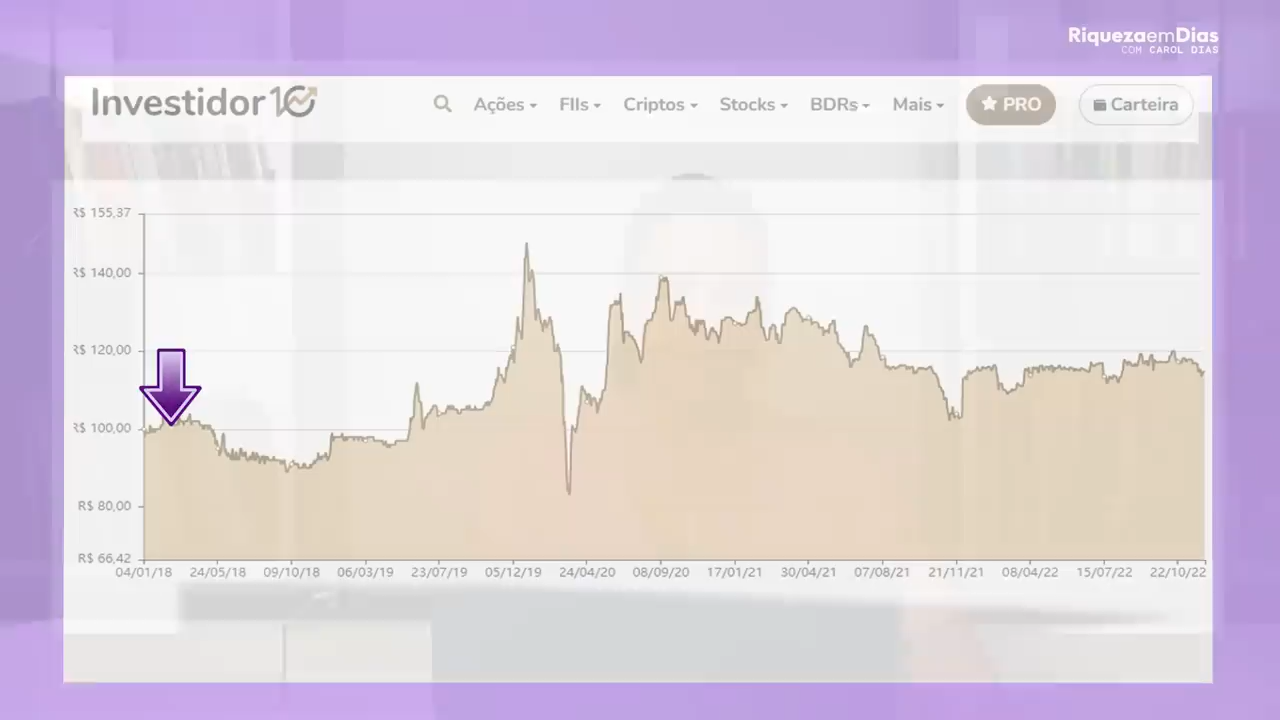 RiquezaemDias
COM CAROL DIAS
Investidor10
Ações
FIIs
Criptos
Stocks
BDRs
Mais
PRO
Carteira
R$ 155,37
R$ 140,00
R$ 120,00
R$ 100,00
R$ 80,00
R$ 66,42
04/01/18 24/05/18 09/10/18 06/03/19 23/07/19 05/12/19 24/04/20 08/09/20 17/01/21 30/04/21 07/08/21 21/11/21 08/04/22 15/07/22 22/10/22